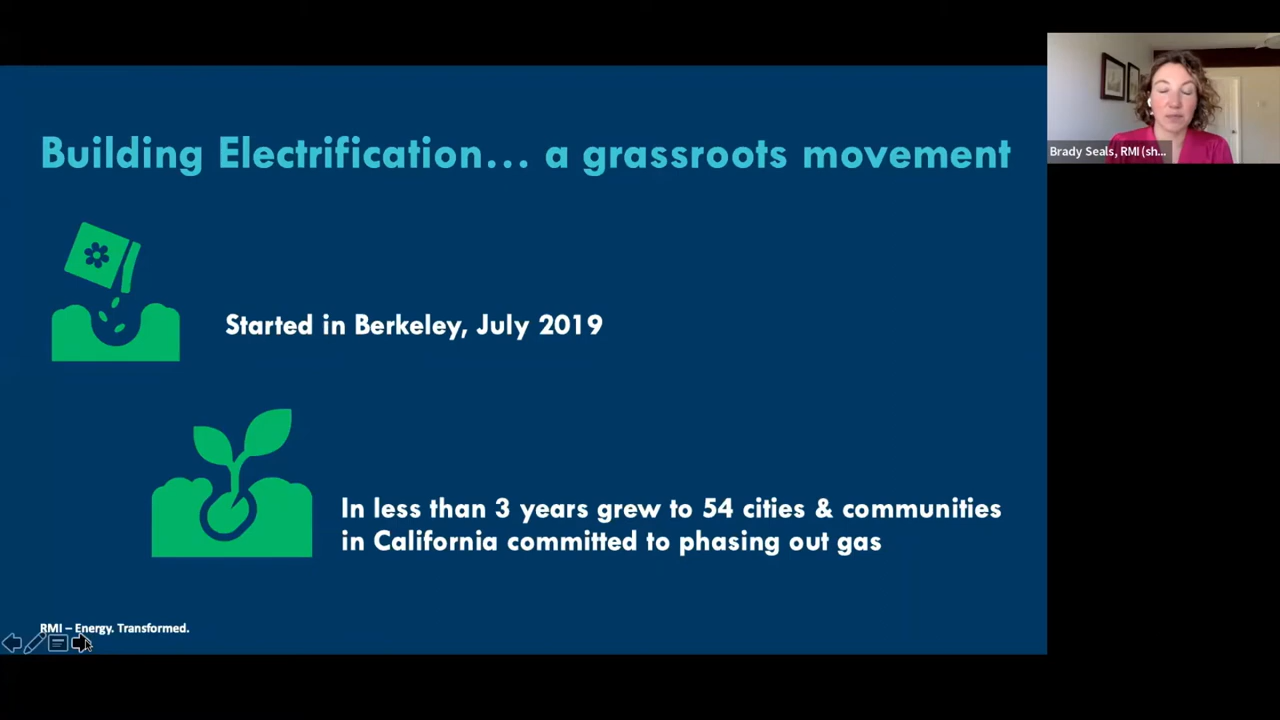 Building Electrification... a grassroots movement
Brady Seals, RMI (sh...
Started in Berkeley, July 2019
In less than 3 years grew to 54 cities & communities
in California committed to phasing out gas
RMI – Energy. Transformed.